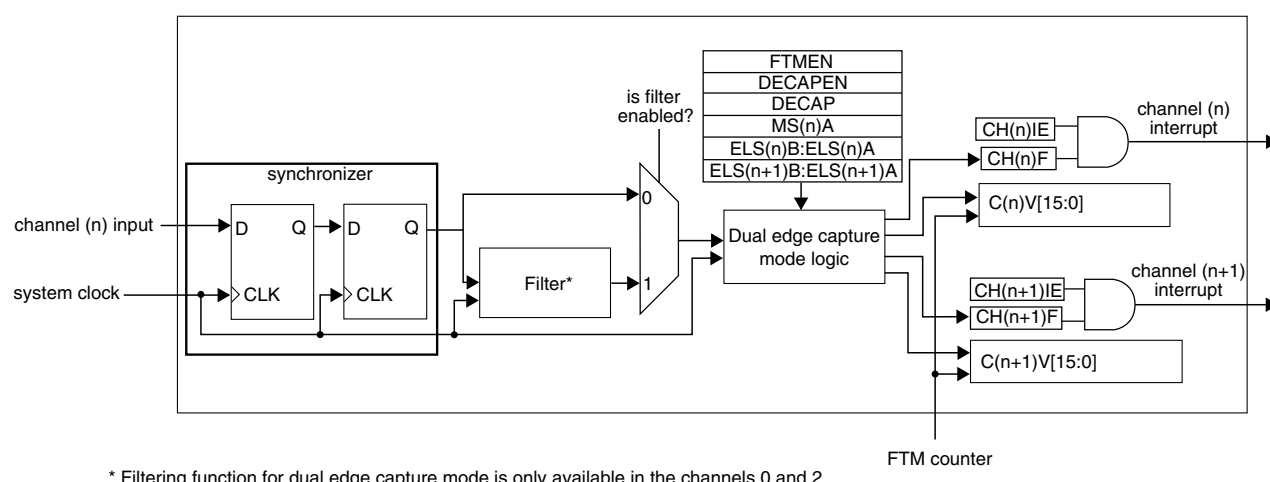 FTMEN
DECAPEN
DECAP
MS(n)A
ELS(n)B:ELS(n)A
ELS(n+1)B:ELS(n+1)A
is filter
enabled?
synchronizer
channel (n) input
system clock
D Q
CLK
D Q
CLK
Filter*
0
1
Dual edge capture
mode logic
CH(n)IE
CH(n)F
channel (n)
interrupt
C(n)V[15:0]
CH(n+1)IE
CH(n+1)F
channel (n+1)
interrupt
C(n+1)V[15:0]
FTM counter
* Filtering function for dual edge capture mode is only available in the channels 0 and 2